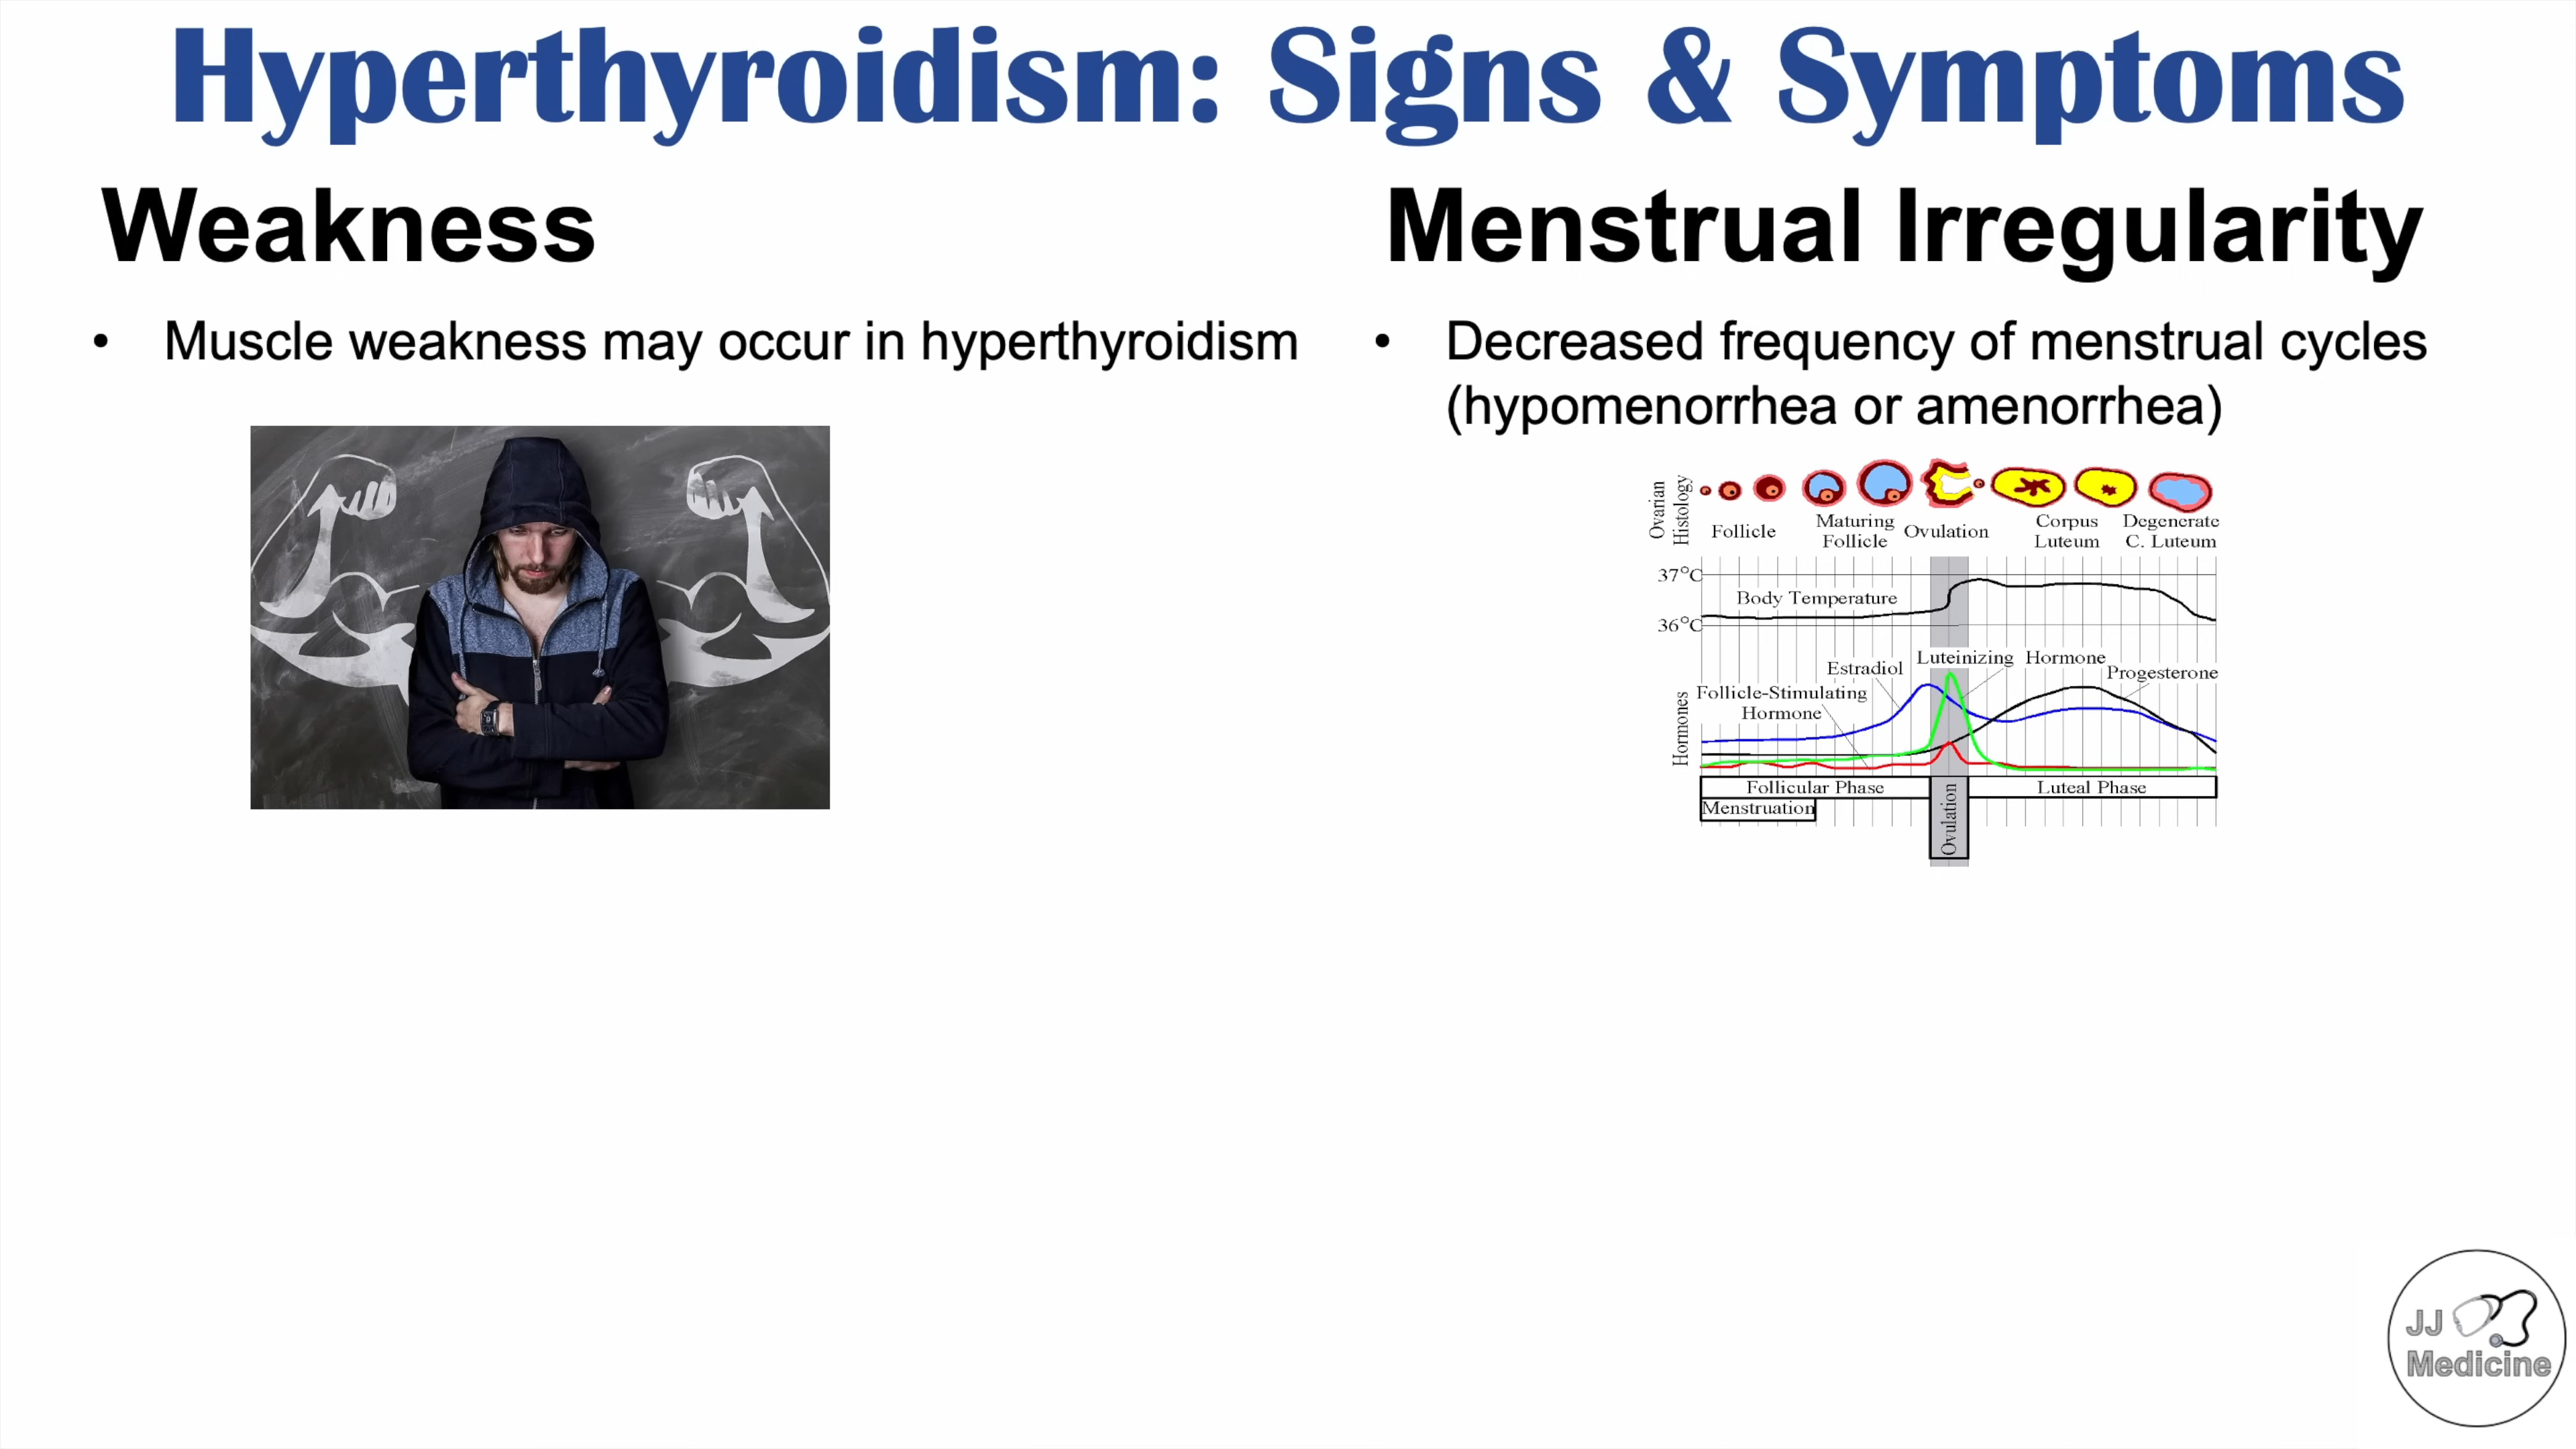 Hyperthyroidism: Signs & Symptoms
Weakness
• Muscle weakness may occur in hyperthyroidism
Menstrual Irregularity
• Decreased frequency of menstrual cycles
(hypomenorrhea or amenorrhea)
Ovarian
Histology
Follicle
Maturing
Follicle
Ovulation
Corpus
Luteum
Degenerate
C. Luteum
37°C
Body Temperature
36°C
Hormones
Estradiol
Luteinizing Hormone
Progesterone
Follicle-Stimulating
Hormone
Follicular Phase
Luteal Phase
Menstruation
Ovulation
JJ
Medicine